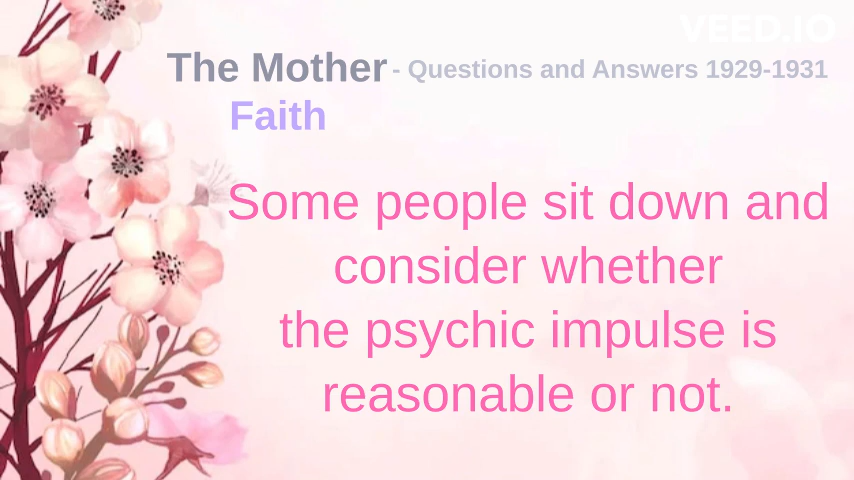 VEED.IO
The Mother - Questions and Answers 1929-1931
Faith
Some people sit down and
consider whether
the psychic impulse is
reasonable or not.